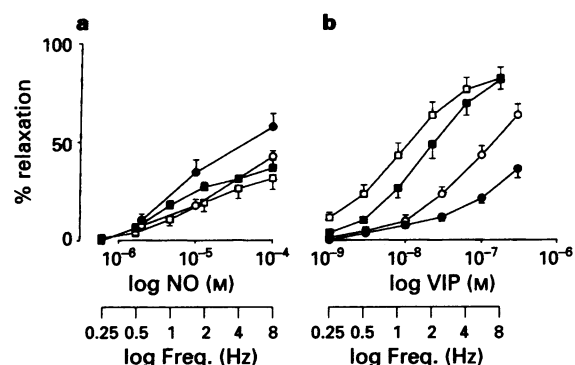 a b
100
50
0
% relaxation
10⁻⁶ 10⁻⁵ 10⁻⁴
log NO (M)
0.25 0.5 1 2 4 8
log Freq. (Hz)
10⁻⁹ 10⁻⁸ 10⁻⁷ 10⁻⁶
log VIP (M)
0.25 0.5 1 2 4 8
log Freq. (Hz)